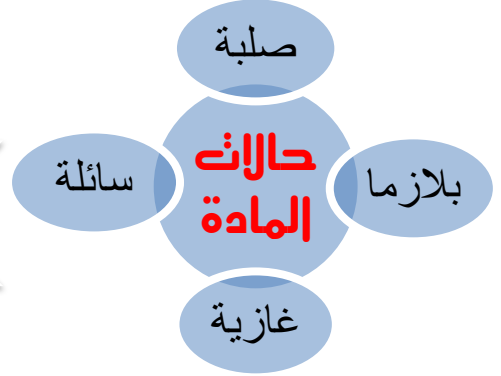 صلبة
حالات
المادة
بلازما
سائلة
غازية